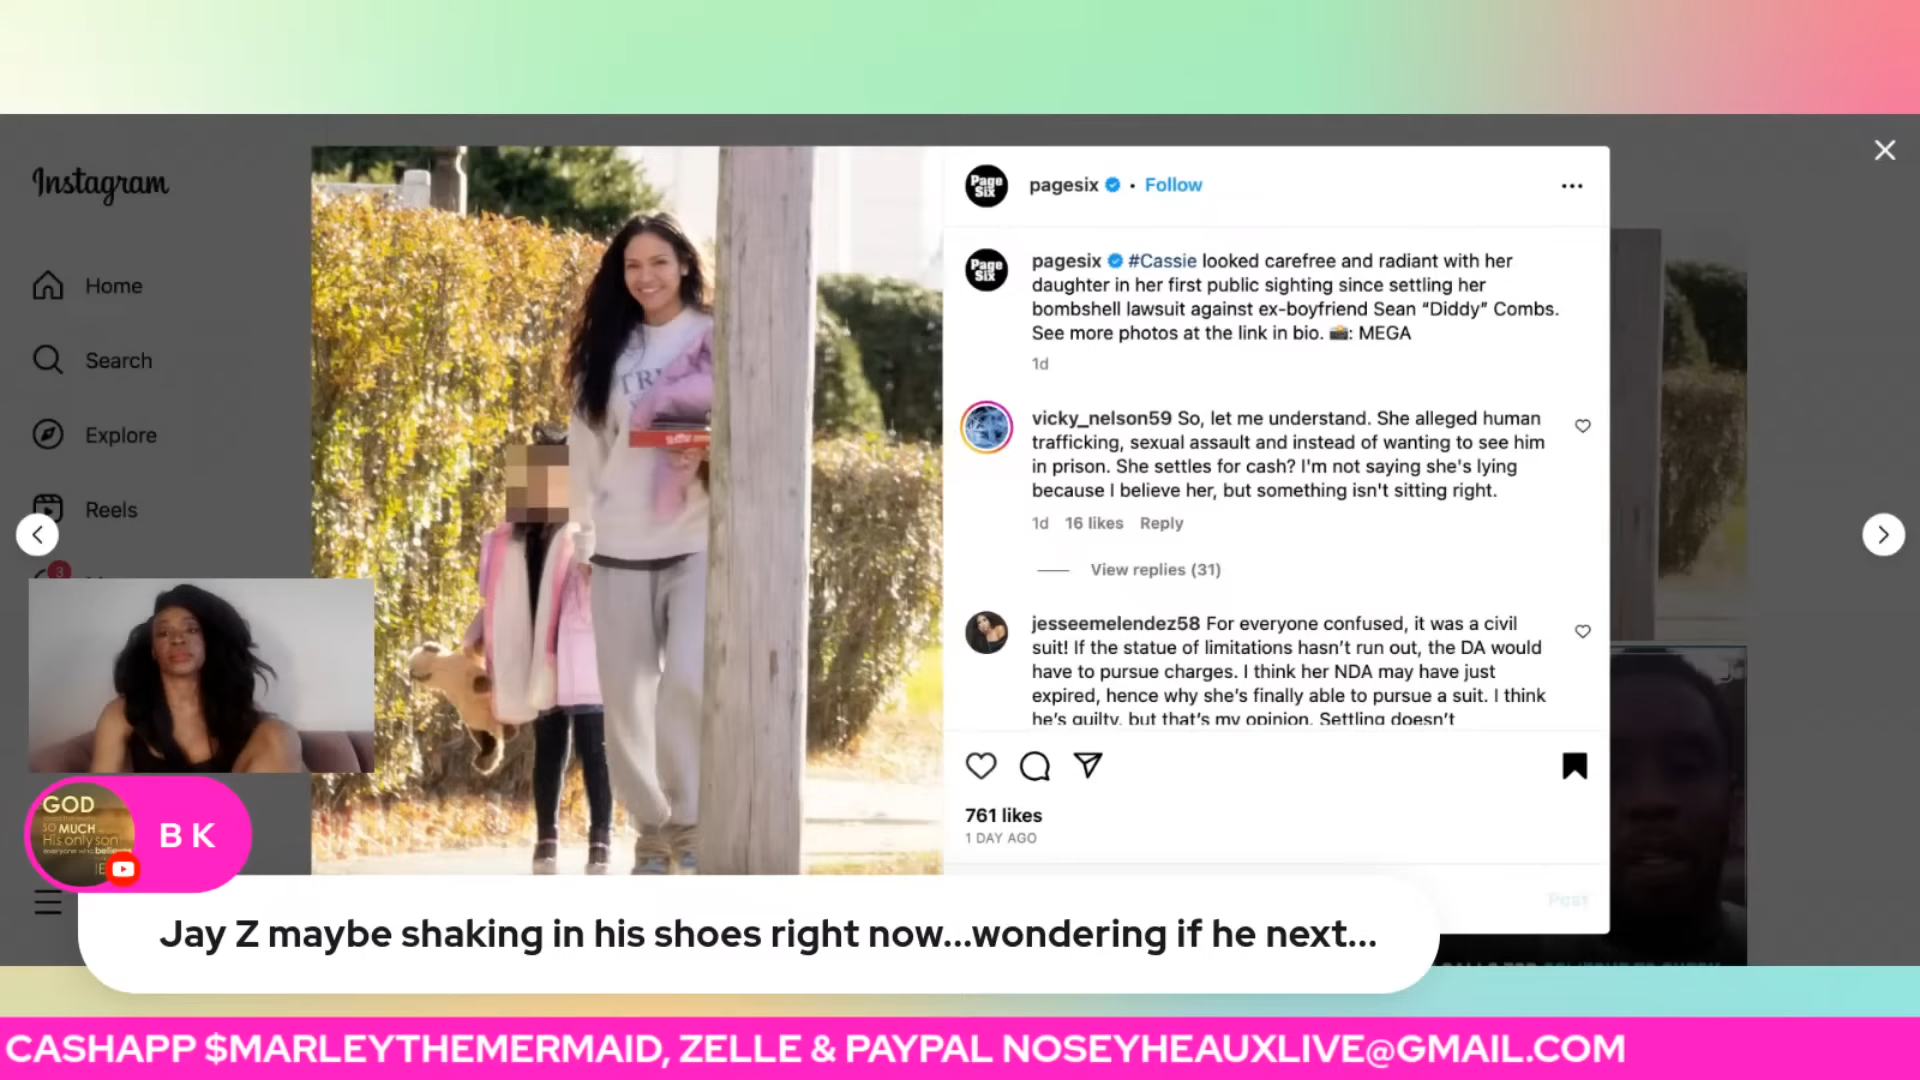 Instagram
Home
Search
Explore
Reels
3
Page
Six
pagesix • Follow
Page
Six
pagesix #Cassie looked carefree and radiant with her
daughter in her first public sighting since settling her
bombshell lawsuit against ex-boyfriend Sean “Diddy” Combs.
See more photos at the link in bio. 📸: MEGA
1d
vicky_nelson59 So, let me understand. She alleged human
trafficking, sexual assault and instead of wanting to see him
in prison. She settles for cash? I'm not saying she's lying
because I believe her, but something isn't sitting right.
1d 16 likes Reply
View replies (31)
jesseemelendez58 For everyone confused, it was a civil
suit! If the statue of limitations hasn’t run out, the DA would
have to pursue charges. I think her NDA may have just
expired, hence why she’s finally able to pursue a suit. I think
he’s guilty, but that’s my opinion. Settling doesn’t
761 likes
1 DAY AGO
Post
GOD
SO MUCH
His only son
B K
Jay Z maybe shaking in his shoes right now...wondering if he next...
CASHAPP $MARLEYTHEMERMAID, ZELLE & PAYPAL NOSEYHEAUXLIVE@GMAIL.COM